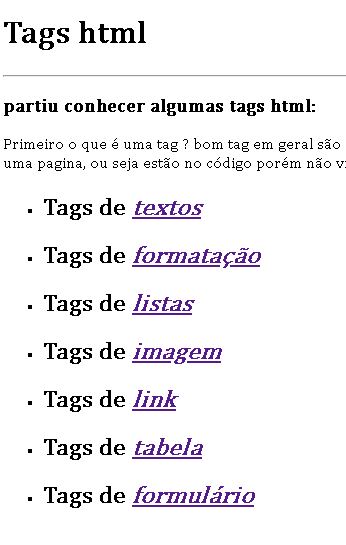 Tags html
partiu conhecer algumas tags html:
Primeiro o que é uma tag ? bom tag em geral são
uma pagina, ou seja estão no código porém não
Tags de textos
Tags de formatação
Tags de listas
Tags de imagem
Tags de link
Tags de tabela
Tags de formulário